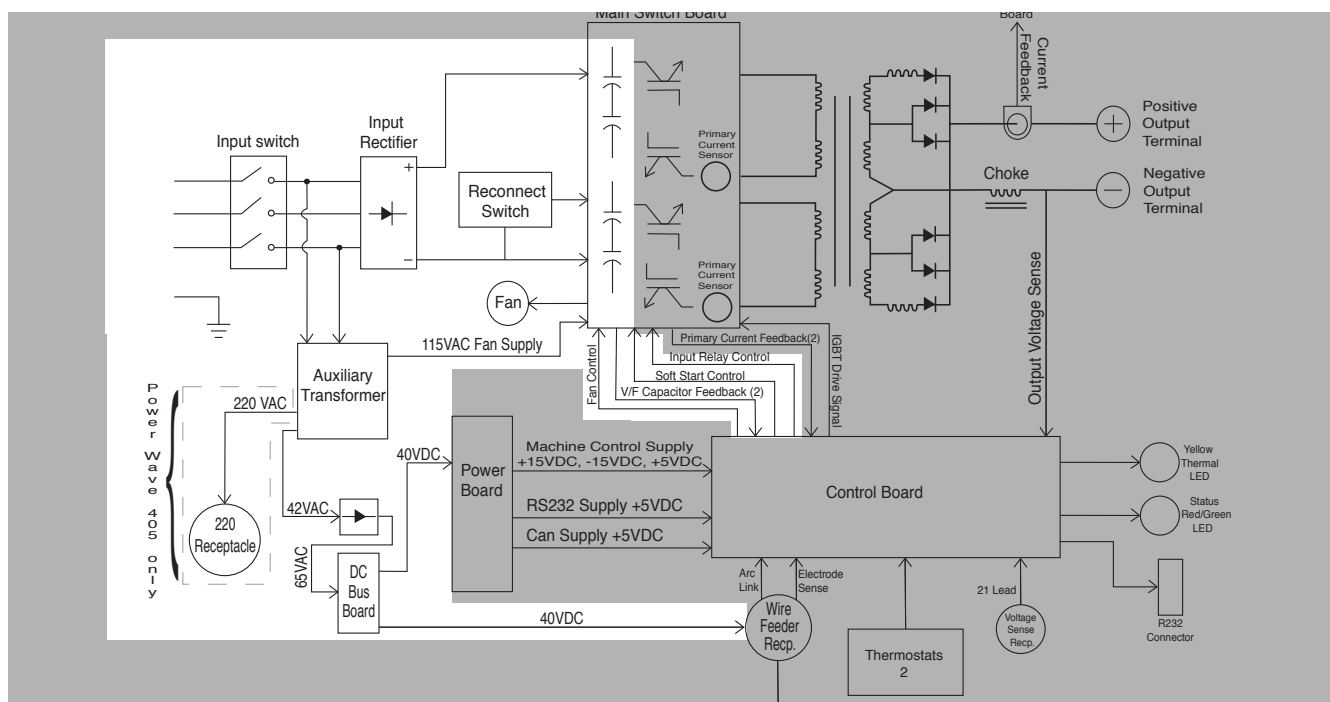 Main Switch Board
Board
Current
Feedback
Positive
Output
Terminal
Input
Rectifier
Input switch
+
Primary
Current
Sensor
+
Choke
Negative
Output
Terminal
−
Reconnect
Switch
−
Primary
Current
Sensor
Fan
Output Voltage Sense
115VAC Fan Supply
Fan Control
Primary Current Feedback(2)
Input Relay Control
Soft Start Control
V/F Capacitor Feedback (2)
IGBT Drive Signal
Auxiliary
Transformer
Power Wave 405 only
220 VAC
220
Receptacle
42VAC
65VAC
DC
Bus
Board
40VDC
40VDC
Power
Board
Machine Control Supply
+15VDC, -15VDC, +5VDC
RS232 Supply +5VDC
Can Supply +5VDC
Control Board
Yellow
Thermal
LED
Status
Red/Green
LED
Arc
Link
Electrode
Sense
Wire
Feeder
Recp.
Thermostats
2
21 Lead
Voltage
Sense
Recp.
R232
Connector